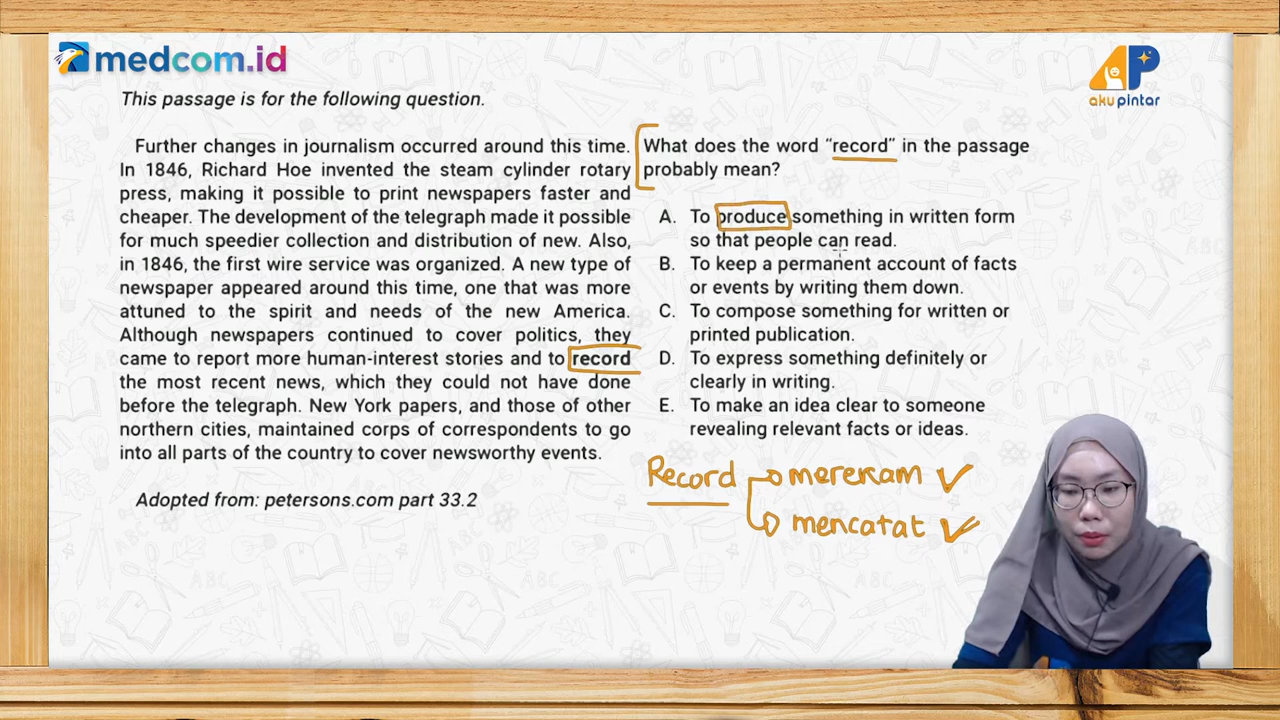 medcom.id
AP
aku pintar
This passage is for the following question.
Further changes in journalism occurred around this time.
In 1846, Richard Hoe invented the steam cylinder rotary
press, making it possible to print newspapers faster and
cheaper. The development of the telegraph made it possible
for much speedier collection and distribution of new. Also,
in 1846, the first wire service was organized. A new type of
newspaper appeared around this time, one that was more
attuned to the spirit and needs of the new America.
Although newspapers continued to cover politics, they
came to report more human-interest stories and to record
the most recent news, which they could not have done
before the telegraph. New York papers, and those of other
northern cities, maintained corps of correspondents to go
into all parts of the country to cover newsworthy events.
Adopted from: petersons.com part 33.2
What does the word "record" in the passage
probably mean?
A. To produce something in written form
so that people can read.
B. To keep a permanent account of facts
or events by writing them down.
C. To compose something for written or
printed publication.
D. To express something definitely or
clearly in writing.
E. To make an idea clear to someone
revealing relevant facts or ideas.
Record
merekam
mencatat